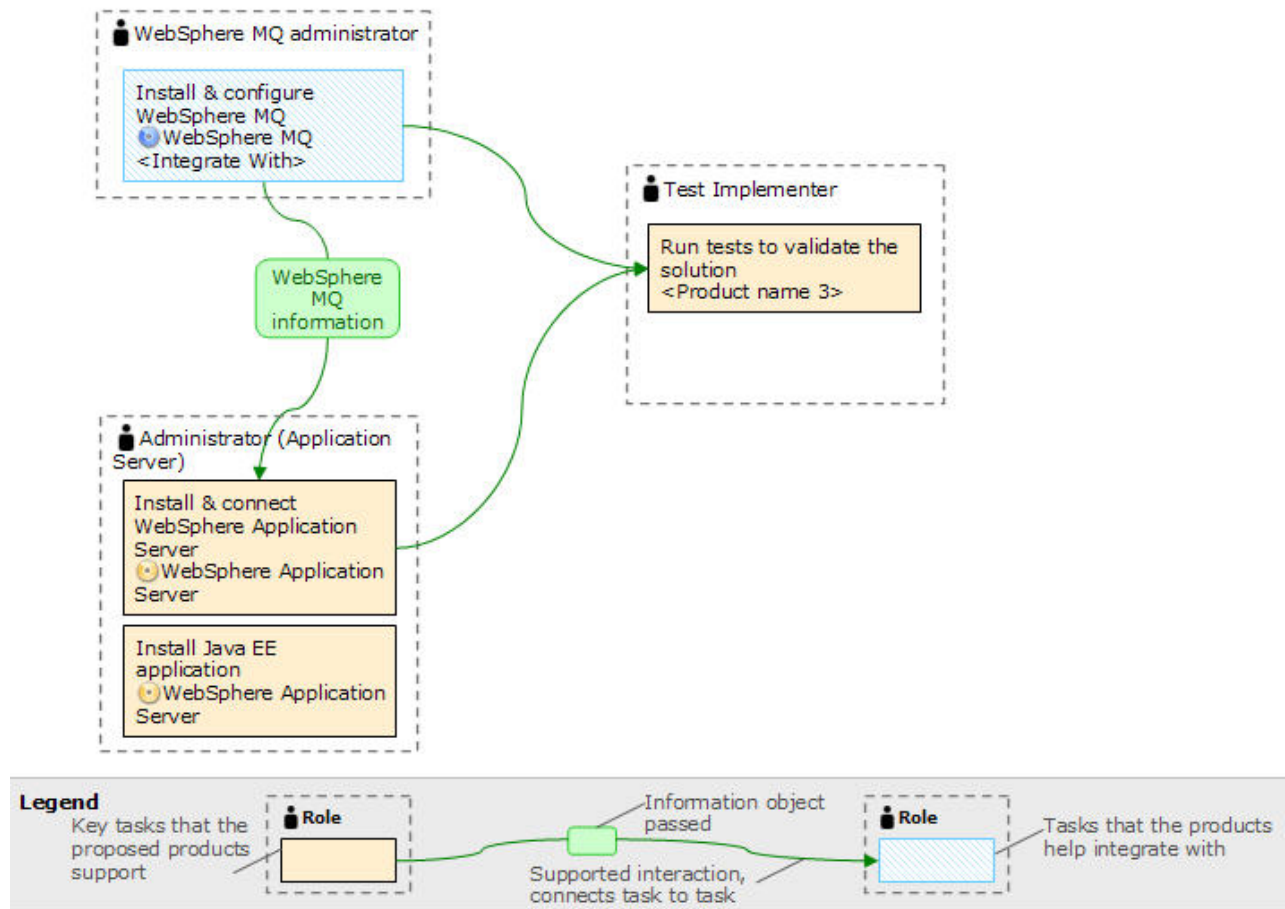 WebSphere MQ administrator
Install & configure
WebSphere MQ
WebSphere MQ
<Integrate With>
WebSphere
MQ
information
Test Implementer
Run tests to validate the
solution
<Product name 3>
Administrator (Application
Server)
Install & connect
WebSphere Application
Server
WebSphere Application
Server
Install Java EE
application
WebSphere Application
Server
Legend
Key tasks that the
proposed products
support
Role
Information object
passed
Supported interaction,
connects task to task
Role
Tasks that the products
help integrate with